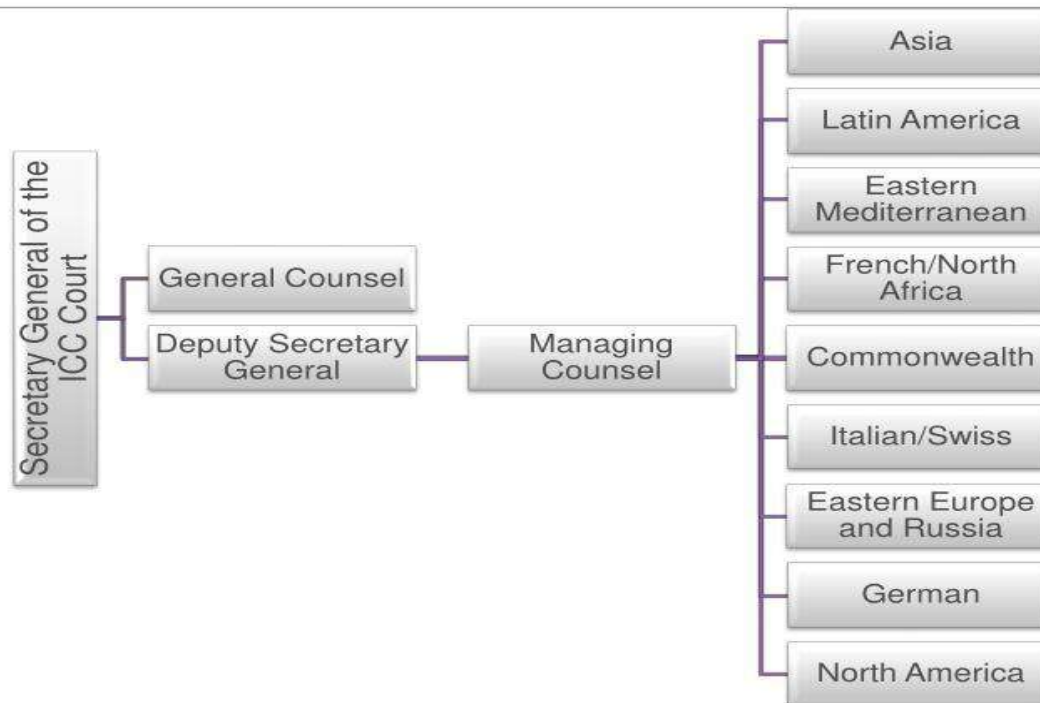 Secretary General of the
ICC Court
General Counsel
Deputy Secretary
General
Managing
Counsel
Asia
Latin America
Eastern
Mediterranean
French/North
Africa
Commonwealth
Italian/Swiss
Eastern Europe
and Russia
German
North America